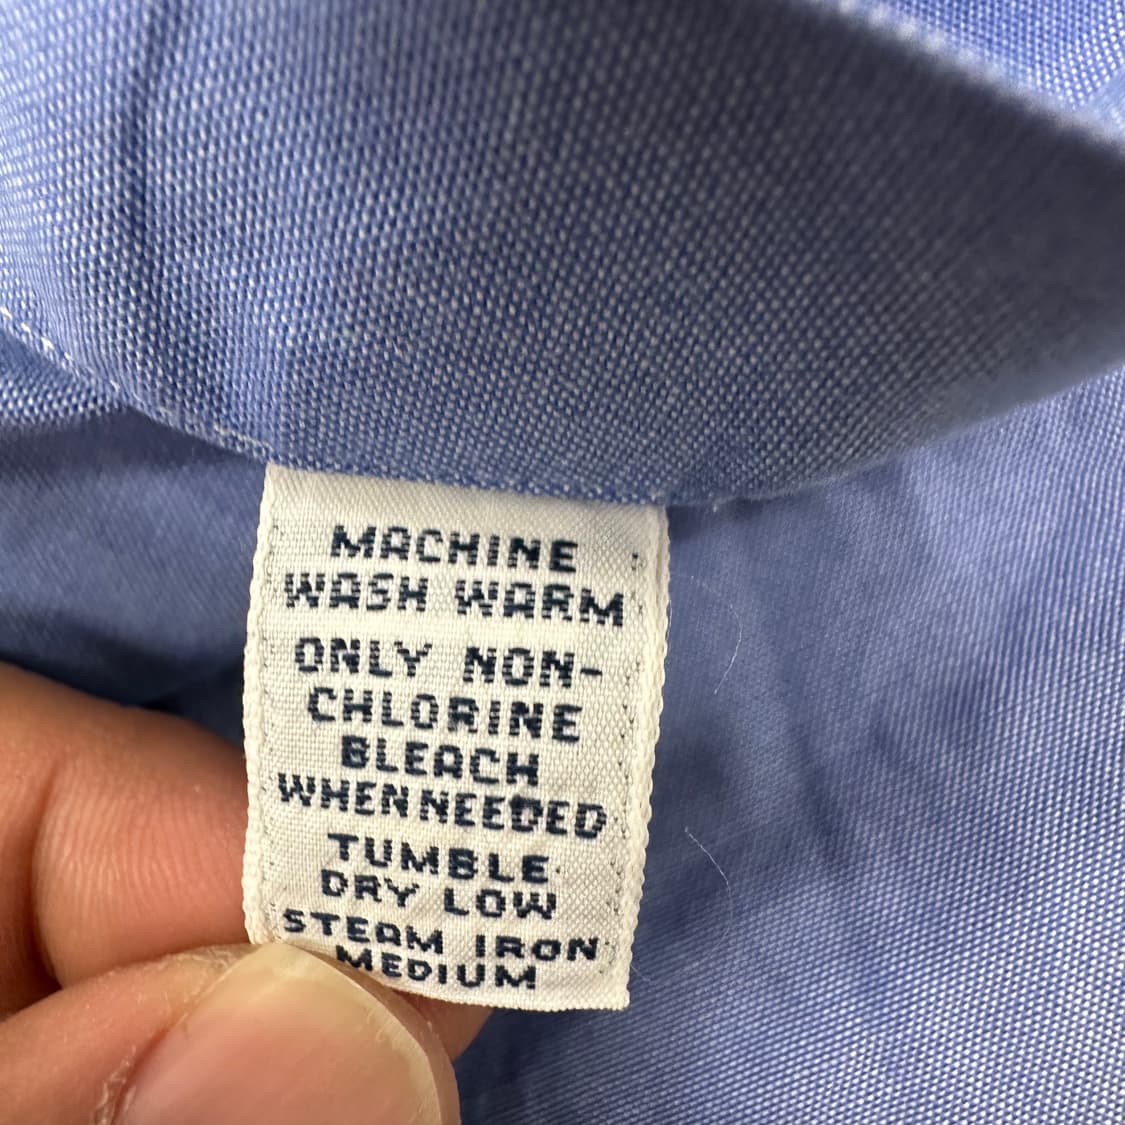 MACHINE
WASH WARM
ONLY NON-
CHLORINE
BLEACH
WHEN NEEDED
TUMBLE
DRY LOW
STEAM IRON
MEDIUM